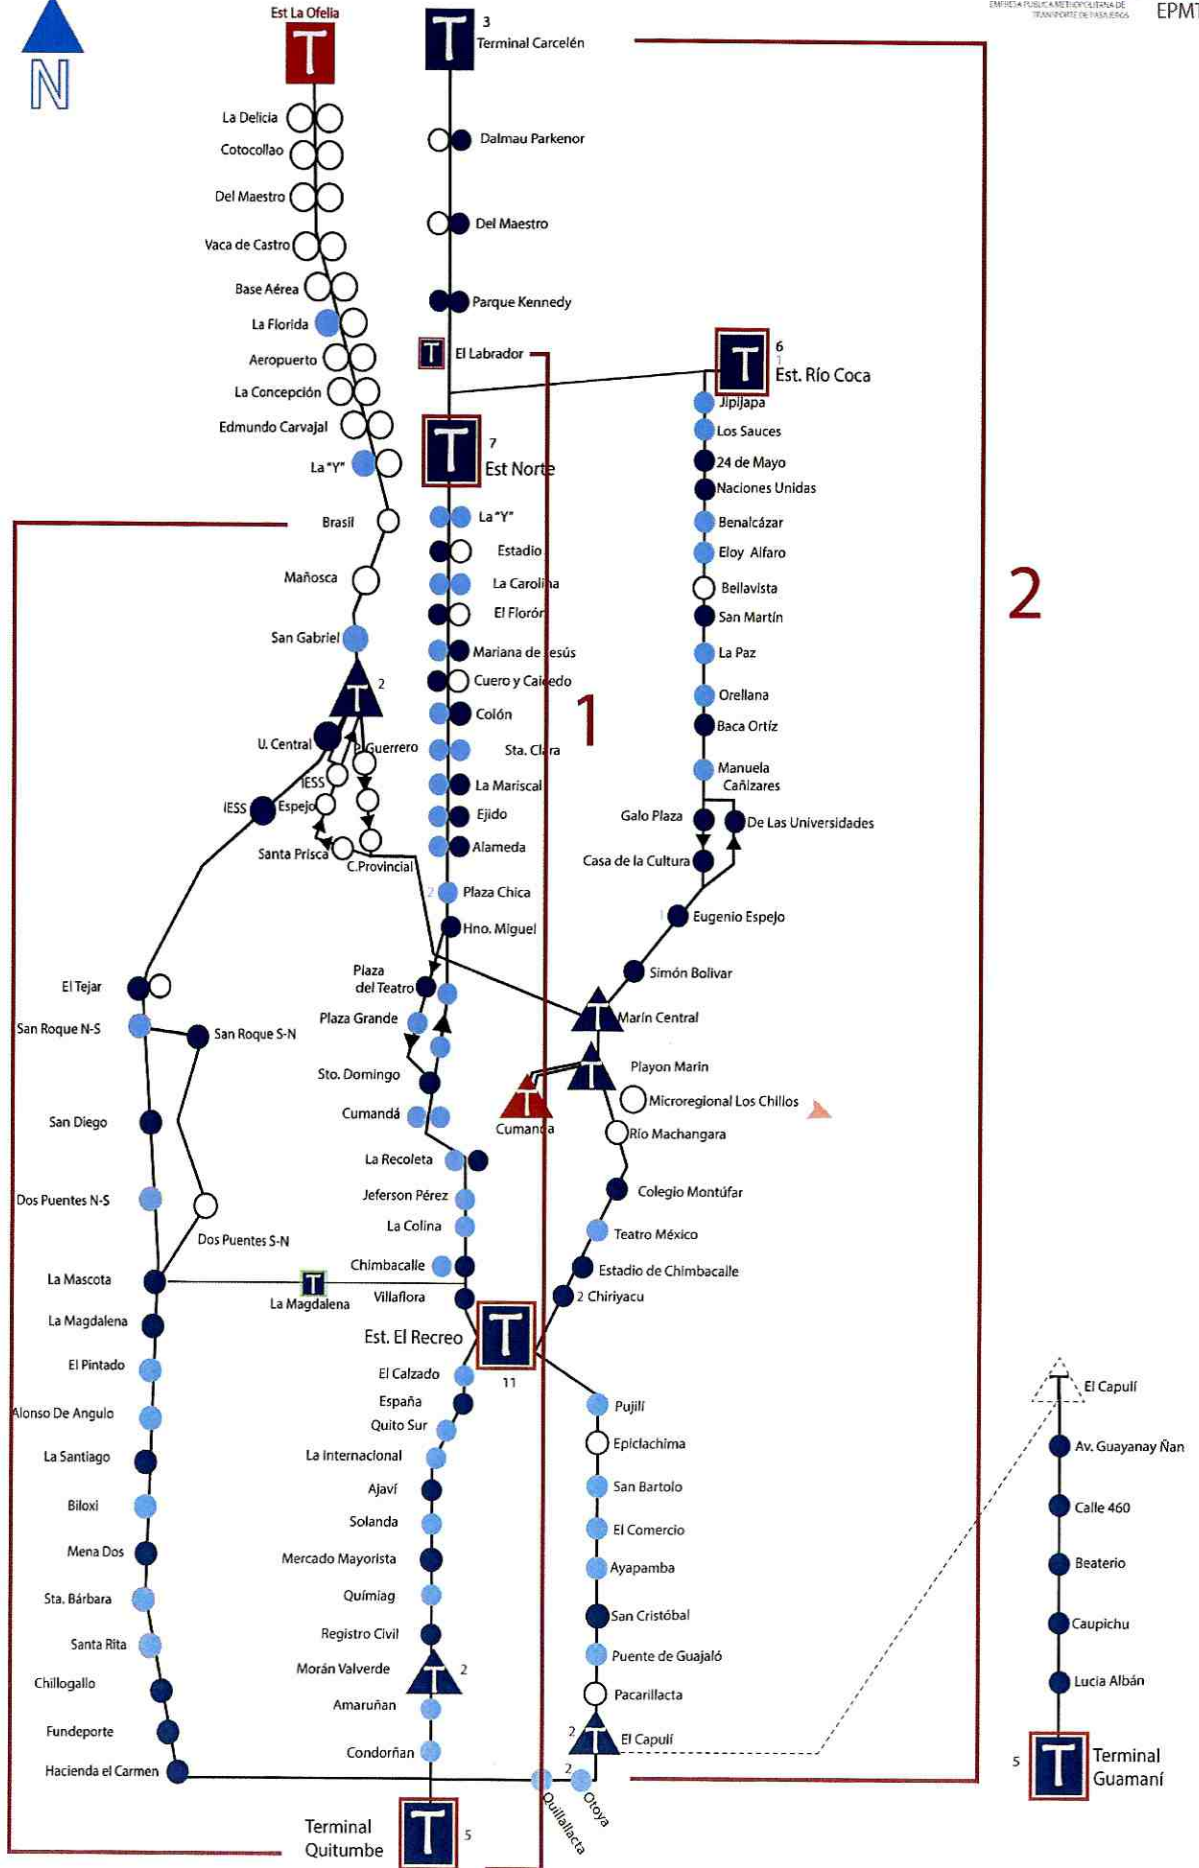 EMPRESA PÚBLICA METROPOLITANA DE
TRANSPORTE DE PASAJEROS
EPMT
N
Est La Ofelia
T
T
3
Terminal Carcelén
La Delicia
Cotocollao
Del Maestro
Vaca de Castro
Base Aérea
La Florida
Aeropuerto
La Concepción
Edmundo Carvajal
La "Y"
Brasil
Mañosca
San Gabriel
T
2
U. Central
P. Guerrero
IESS
IESS
Espejo
Santa Prisca
C.Provincial
El Tejar
San Roque N-S
San Roque S-N
San Diego
Dos Puentes N-S
Dos Puentes S-N
La Mascota
T
La Magdalena
La Magdalena
El Pintado
Alonso De Angulo
La Santiago
Biloxi
Mena Dos
Sta. Bárbara
Santa Rita
Chillogallo
Fundeporte
Hacienda el Carmen
Dalmau Parkenor
Del Maestro
Parque Kennedy
T
El Labrador
T
7
Est Norte
La "Y"
Estadio
La Carolina
El Florón
Mariana de Jesús
Cuero y Caicedo
Colón
Sta. Clara
La Mariscal
Ejido
Alameda
2
Plaza Chica
Hno. Miguel
Plaza
del Teatro
Plaza Grande
Sto. Domingo
Cumandá
La Recoleta
Jeferson Pérez
La Colina
Chimbacalle
Villaflora
Est. El Recreo
T
11
El Calzado
España
Quito Sur
La Internacional
Ajaví
Solanda
Mercado Mayorista
Químiag
Registro Civil
Morán Valverde
T
2
Amaruñan
Condorñan
Terminal
Quitumbe
T
5
1
T
6
1
Est. Río Coca
Jipijapa
Los Sauces
24 de Mayo
Naciones Unidas
Benalcázar
Eloy Alfaro
Bellavista
San Martín
La Paz
Orellana
Baca Ortíz
Manuela
Cañizares
Galo Plaza
De Las Universidades
Casa de la Cultura
1
Eugenio Espejo
Simón Bolivar
T
Marín Central
T
Playon Marin
T
Cumanda
Microregional Los Chillos
Río Machangara
Colegio Montúfar
Teatro México
Estadio de Chimbacalle
2 Chiriyacu
Pujilí
Epiclachima
San Bartolo
El Comercio
Ayapamba
San Cristóbal
Puente de Guajaló
Pacarillacta
2
T
El Capulí
2
Quillallacta
Otoya
2
El Capulí
Av. Guayanay Ñan
Calle 460
Beaterio
Caupichu
Lucia Albán
5
T
Terminal
Guamaní